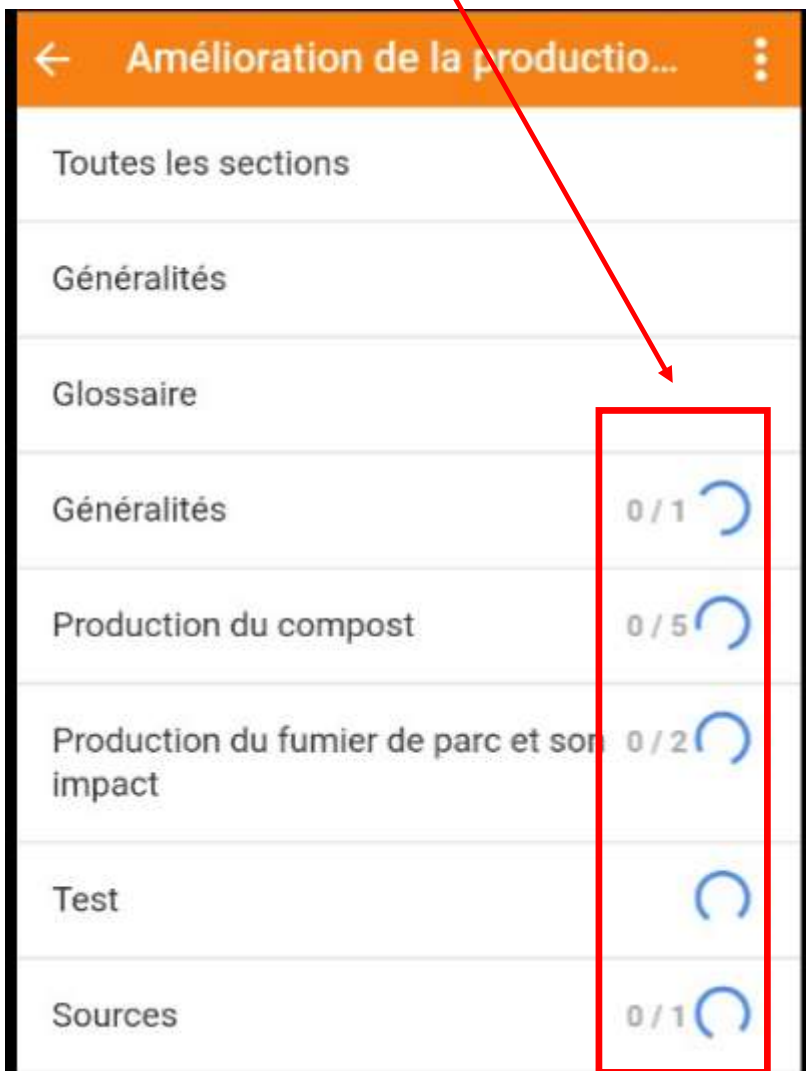 Amélioration de la productio...
Toutes les sections
Généralités
Glossaire
Généralités 0 / 1
Production du compost 0 / 5
Production du fumier de parc et son 0 / 2
impact
Test
Sources 0 / 1